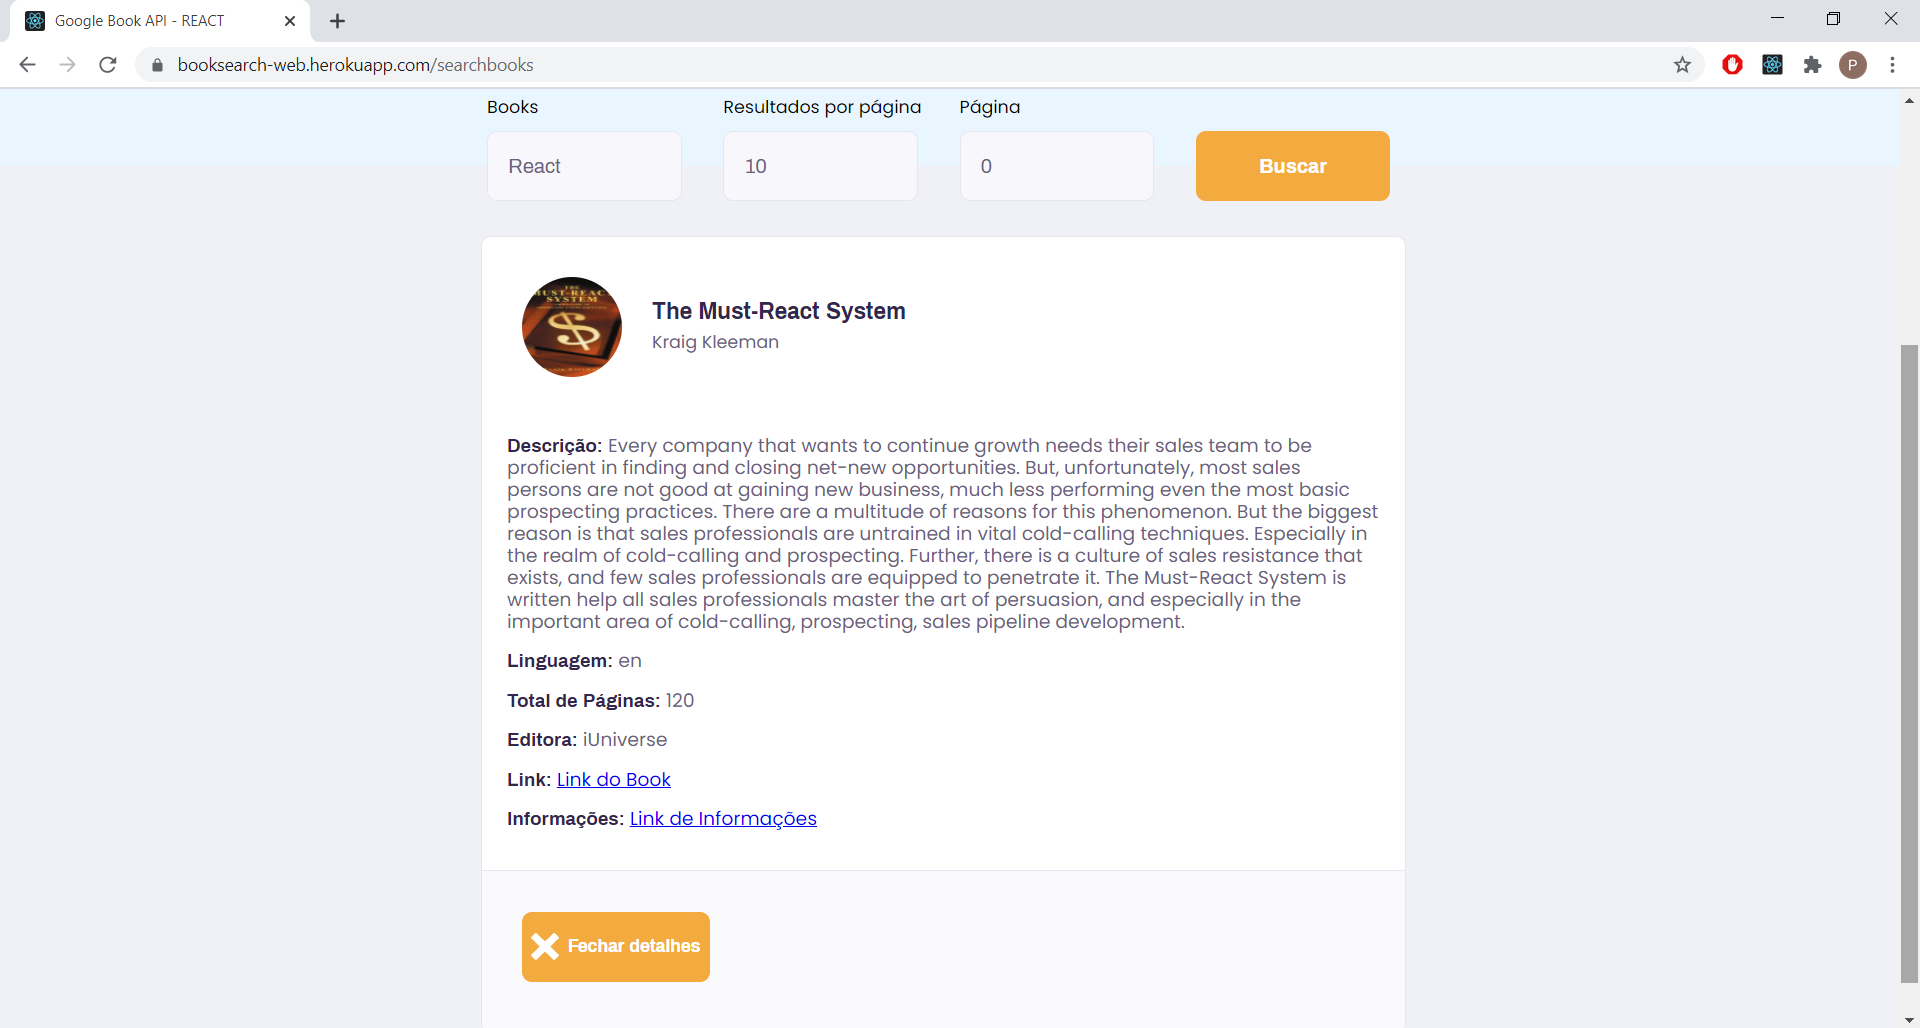 Google Book API - REACT
booksearch-web.herokuapp.com/searchbooks
P
Books
Resultados por página
Página
React
10
0
Buscar
THE
MUST-REACT
SYSTEM
$
The Must-React System
Kraig Kleeman
Descrição: Every company that wants to continue growth needs their sales team to be
proficient in finding and closing net-new opportunities. But, unfortunately, most sales
persons are not good at gaining new business, much less performing even the most basic
prospecting practices. There are a multitude of reasons for this phenomenon. But the biggest
reason is that sales professionals are untrained in vital cold-calling techniques. Especially in
the realm of cold-calling and prospecting. Further, there is a culture of sales resistance that
exists, and few sales professionals are equipped to penetrate it. The Must-React System is
written help all sales professionals master the art of persuasion, and especially in the
important area of cold-calling, prospecting, sales pipeline development.
Linguagem: en
Total de Páginas: 120
Editora: iUniverse
Link: Link do Book
Informações: Link de Informações
Fechar detalhes